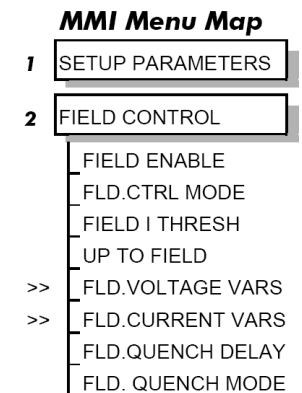 MMI Menu Map
1 SETUP PARAMETERS
2 FIELD CONTROL
FIELD ENABLE
FLD.CTRL MODE
FIELD I THRESH
UP TO FIELD
>> FLD.VOLTAGE VARS
>> FLD.CURRENT VARS
FLD.QUENCH DELAY
FLD. QUENCH MODE